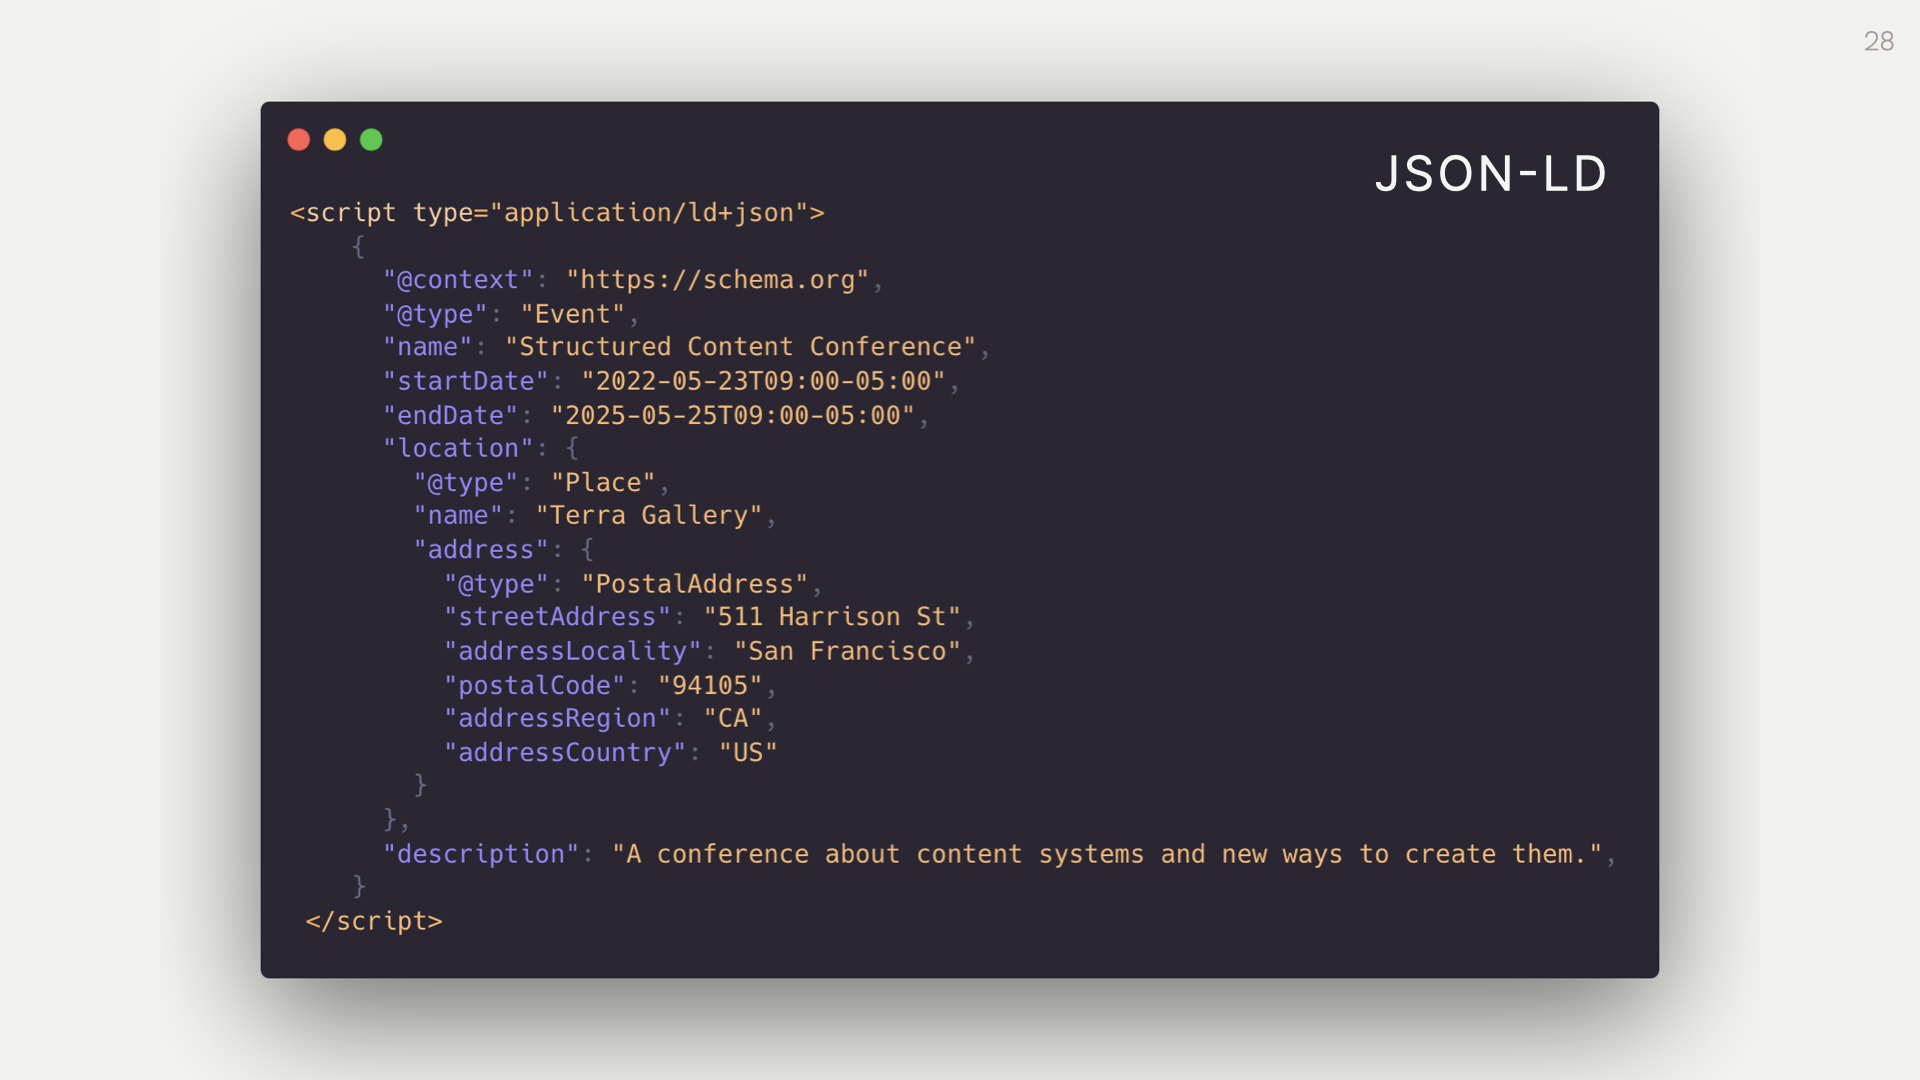 28
JSON-LD
<script type="application/ld+json">
    {
      "@context": "https://schema.org",
      "@type": "Event",
      "name": "Structured Content Conference",
      "startDate": "2022-05-23T09:00-05:00",
      "endDate": "2025-05-25T09:00-05:00",
      "location": {
        "@type": "Place",
        "name": "Terra Gallery",
        "address": {
          "@type": "PostalAddress",
          "streetAddress": "511 Harrison St",
          "addressLocality": "San Francisco",
          "postalCode": "94105",
          "addressRegion": "CA",
          "addressCountry": "US"
        }
      },
      "description": "A conference about content systems and new ways to create them.",
    }
 </script>